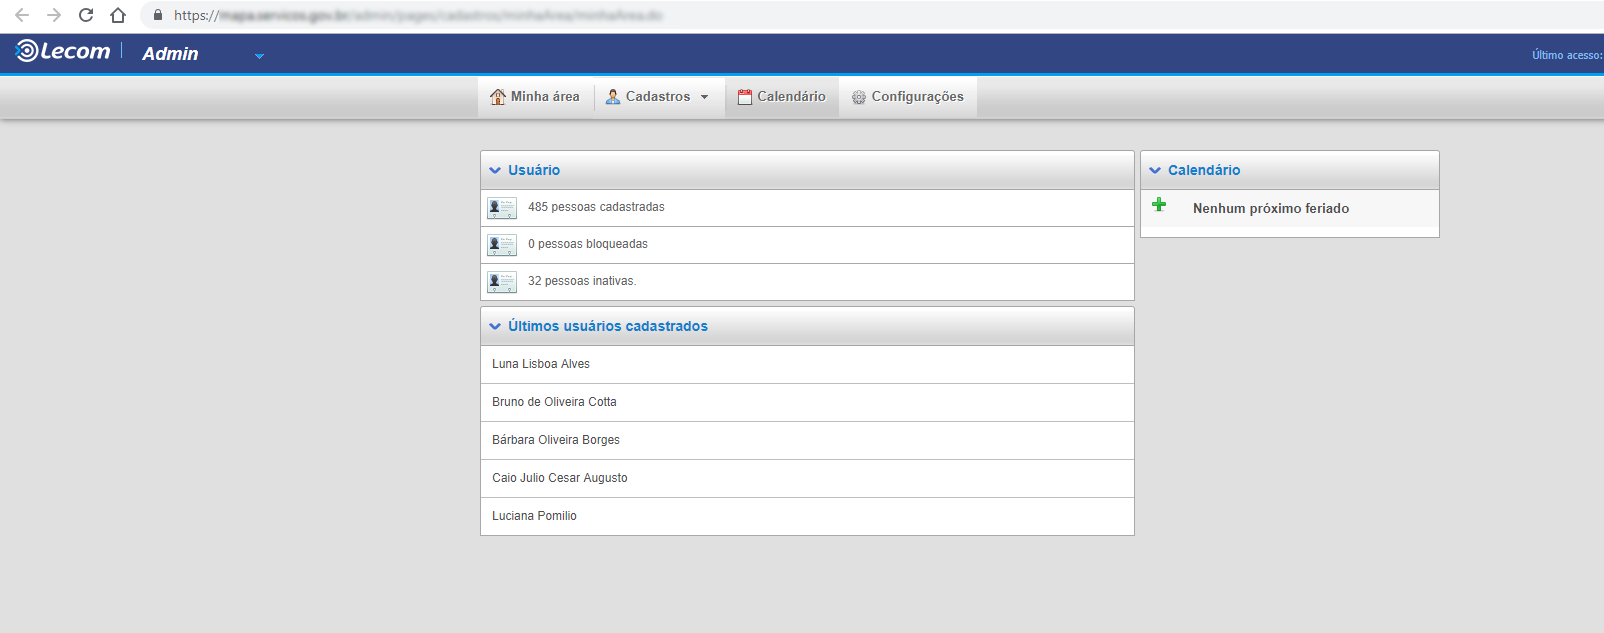 https://
Lecom Admin
Último acesso:
Minha área Cadastros Calendário Configurações
Usuário
485 pessoas cadastradas
0 pessoas bloqueadas
32 pessoas inativas.
Últimos usuários cadastrados
Luna Lisboa Alves
Bruno de Oliveira Cotta
Bárbara Oliveira Borges
Caio Julio Cesar Augusto
Luciana Pomilio
Calendário
Nenhum próximo feriado